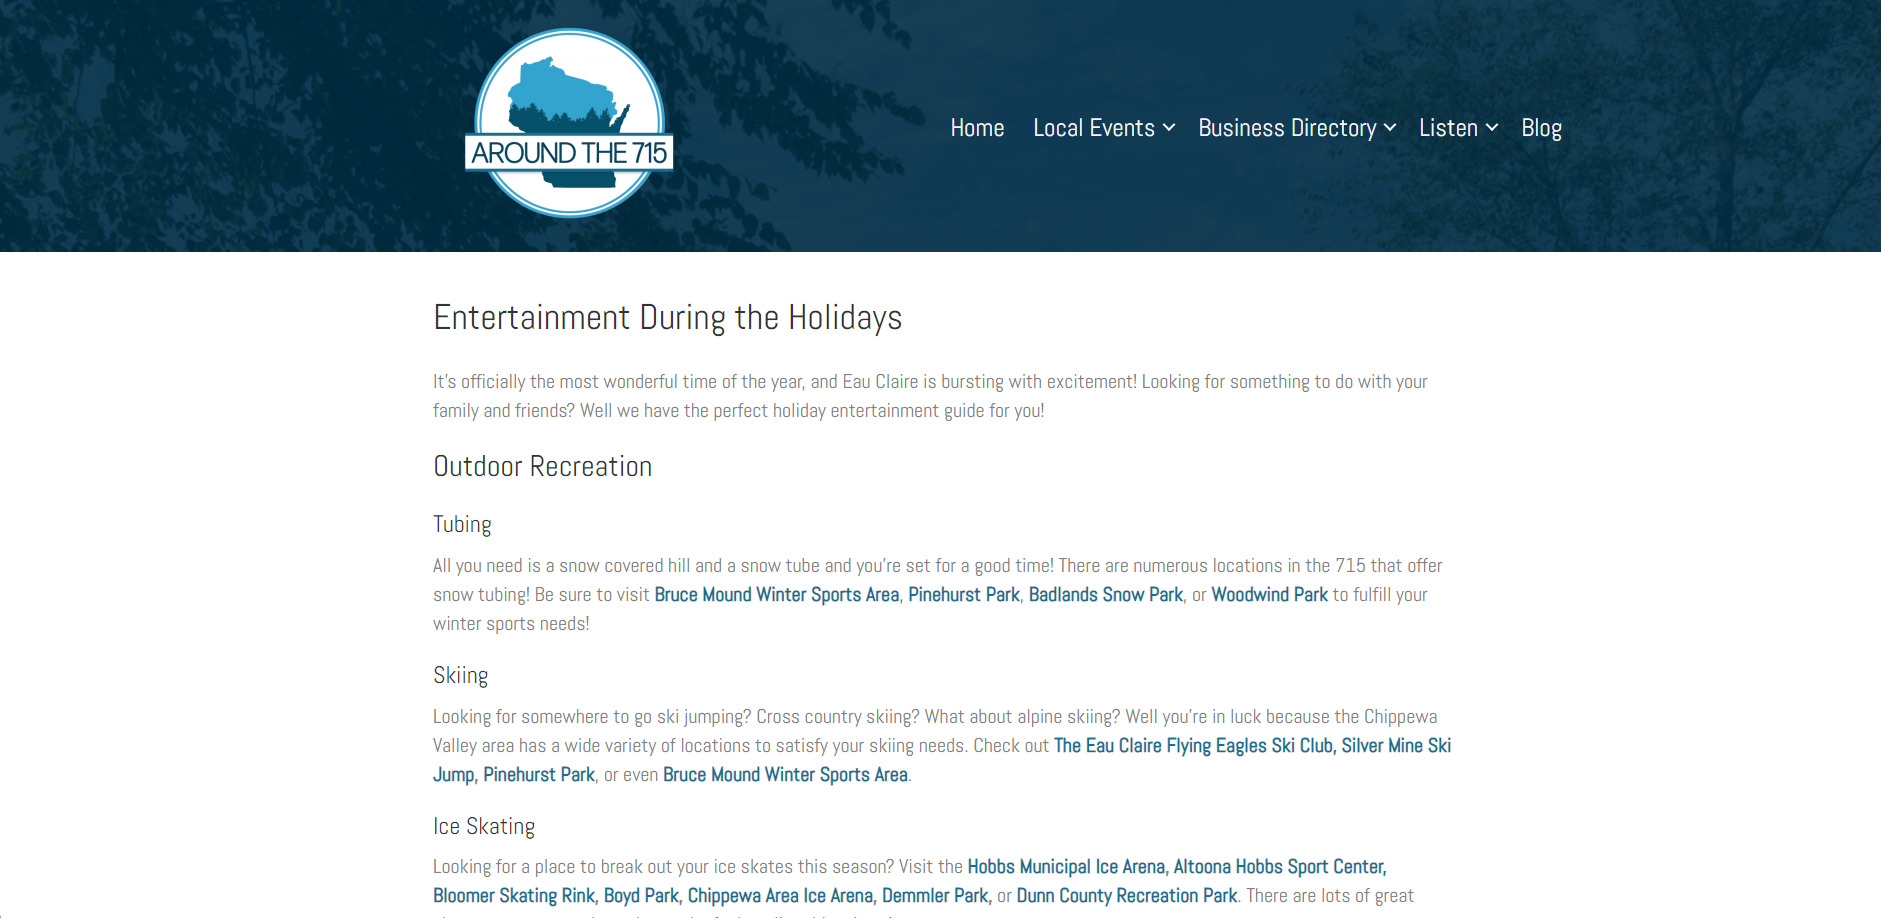 AROUND THE 715
Home Local Events Business Directory Listen Blog
Entertainment During the Holidays
It's officially the most wonderful time of the year, and Eau Claire is bursting with excitement! Looking for something to do with your
family and friends? Well we have the perfect holiday entertainment guide for you!
Outdoor Recreation
Tubing
All you need is a snow covered hill and a snow tube and you're set for a good time! There are numerous locations in the 715 that offer
snow tubing! Be sure to visit Bruce Mound Winter Sports Area, Pinehurst Park, Badlands Snow Park, or Woodwind Park to fulfill your
winter sports needs!
Skiing
Looking for somewhere to go ski jumping? Cross country skiing? What about alpine skiing? Well you're in luck because the Chippewa
Valley area has a wide variety of locations to satisfy your skiing needs. Check out The Eau Claire Flying Eagles Ski Club, Silver Mine Ski
Jump, Pinehurst Park, or even Bruce Mound Winter Sports Area.
Ice Skating
Looking for a place to break out your ice skates this season? Visit the Hobbs Municipal Ice Arena, Altoona Hobbs Sport Center,
Bloomer Skating Rink, Boyd Park, Chippewa Area Ice Arena, Demmler Park, or Dunn County Recreation Park. There are lots of great